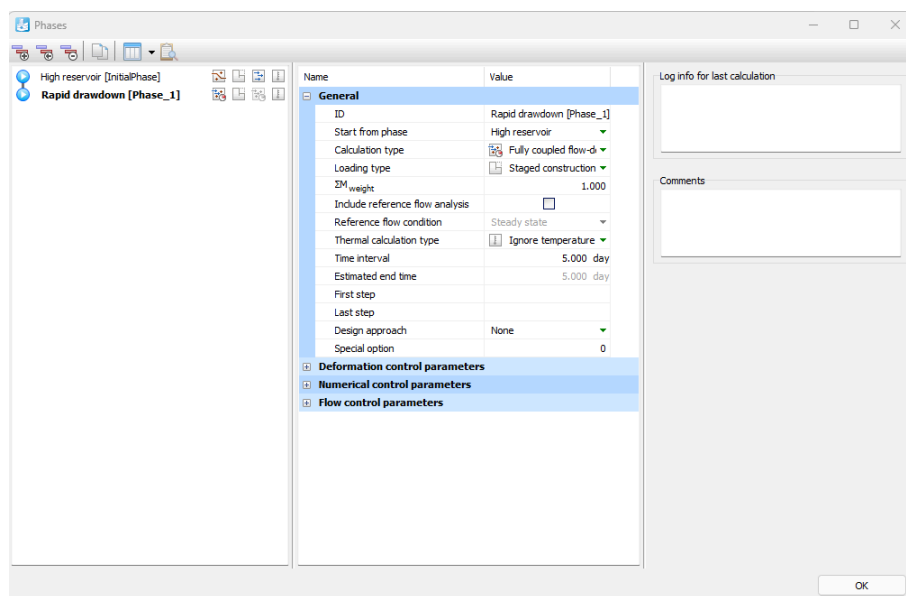 Phases
High reservoir [InitialPhase]
Rapid drawdown [Phase_1]
Name Value
General
ID Rapid drawdown [Phase_1]
Start from phase High reservoir
Calculation type Fully coupled flow-d
Loading type Staged construction
ΣM weight 1.000
Include reference flow analysis
Reference flow condition Steady state
Thermal calculation type Ignore temperature
Time interval 5.000 day
Estimated end time 5.000 day
First step
Last step
Design approach None
Special option 0
Deformation control parameters
Numerical control parameters
Flow control parameters
Log info for last calculation
Comments
OK